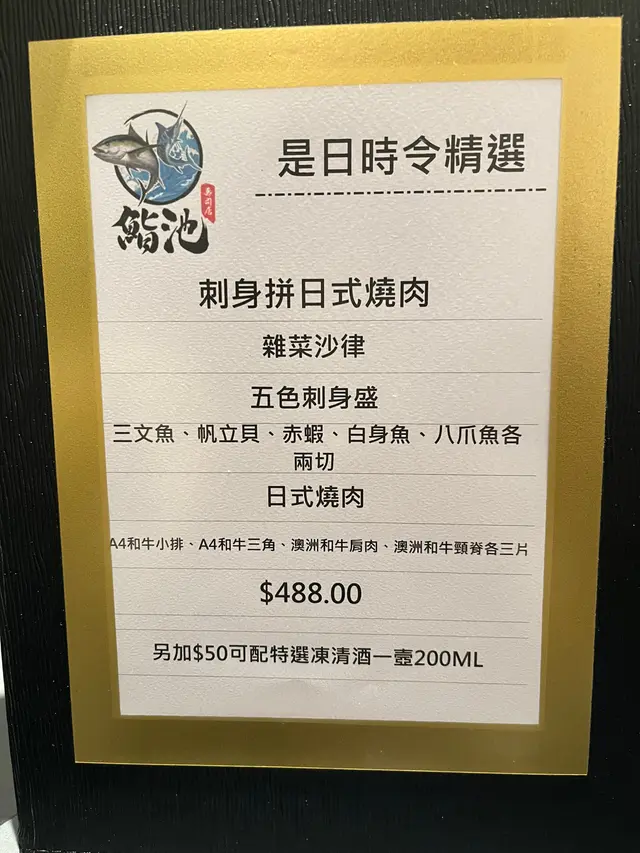 是日時令精選
鮨池
壽司店
刺身拼日式燒肉
雜菜沙律
五色刺身盛
三文魚、帆立貝、赤蝦、白身魚、八爪魚各
兩切
日式燒肉
A4和牛小排、A4和牛三角、澳洲和牛肩肉、澳洲和牛頸脊各三片
$488.00
另加$50可配特選凍清酒一壺200ML